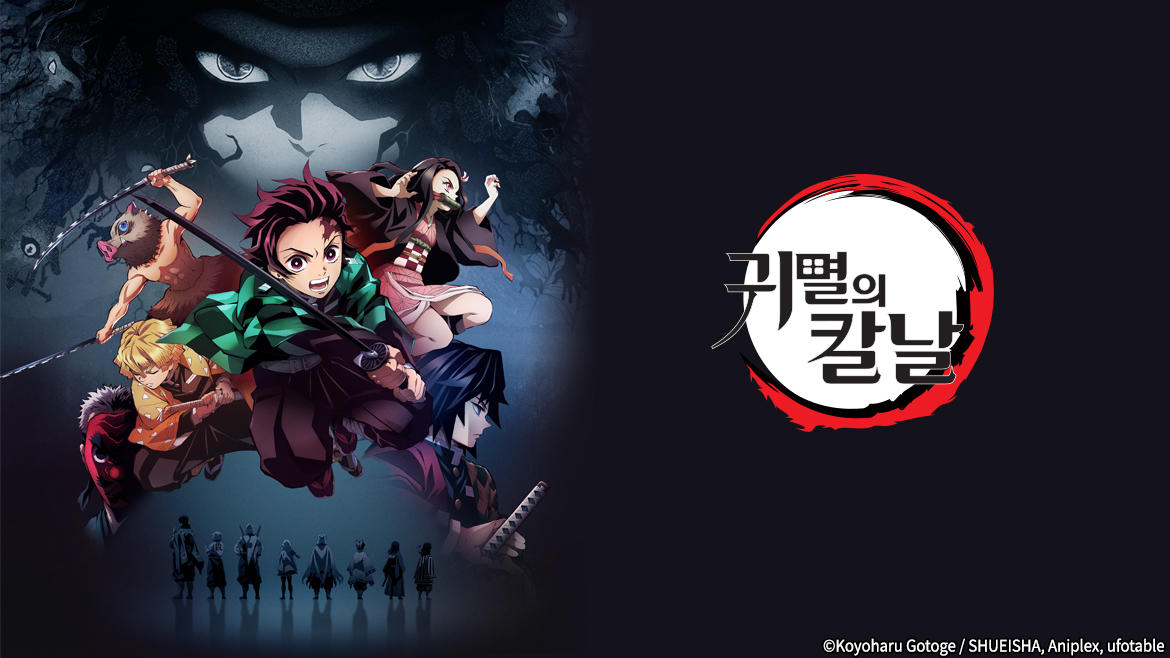 귀멸의
칼날
©Koyoharu Gotoge / SHUEISHA, Aniplex, ufotable